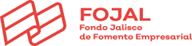 FOJAL
Fondo Jalisco
de Fomento Empresarial